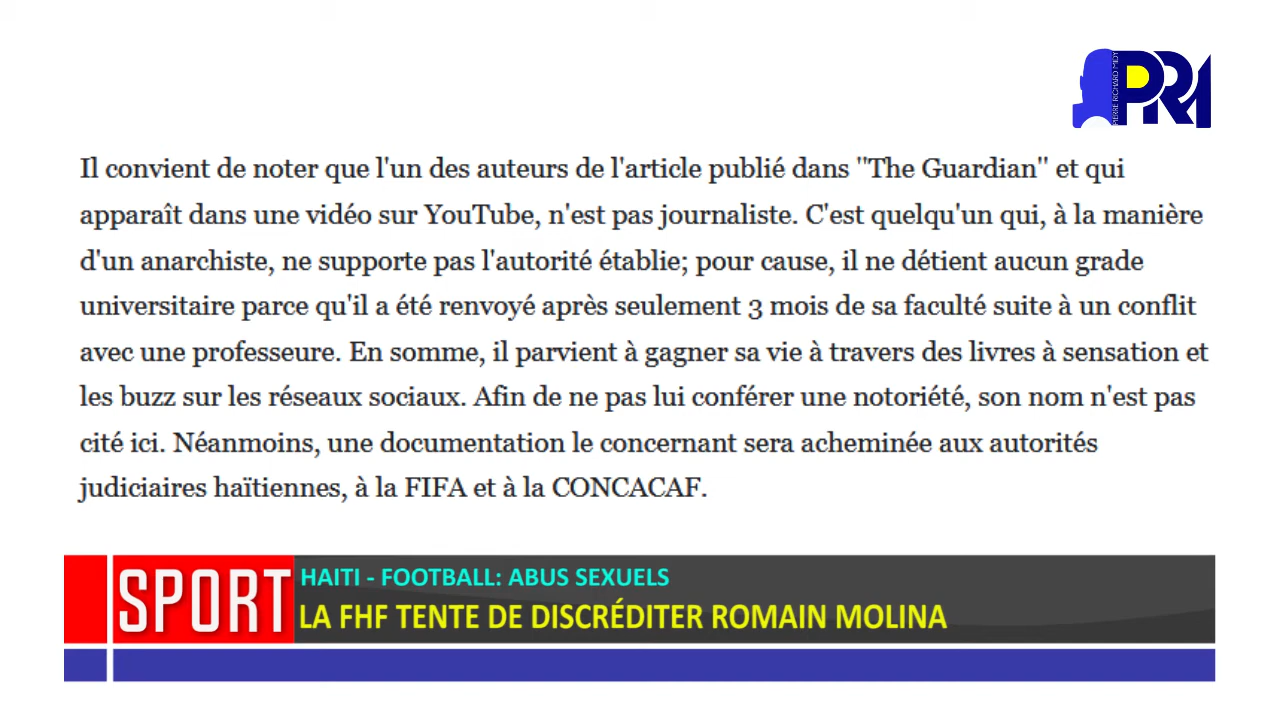 PIERRE RICHARD MIDY
PRM
Il convient de noter que l'un des auteurs de l'article publié dans "The Guardian" et qui
apparaît dans une vidéo sur YouTube, n'est pas journaliste. C'est quelqu'un qui, à la manière
d'un anarchiste, ne supporte pas l'autorité établie; pour cause, il ne détient aucun grade
universitaire parce qu'il a été renvoyé après seulement 3 mois de sa faculté suite à un conflit
avec une professeure. En somme, il parvient à gagner sa vie à travers des livres à sensation et
les buzz sur les réseaux sociaux. Afin de ne pas lui conférer une notoriété, son nom n'est pas
cité ici. Néanmoins, une documentation le concernant sera acheminée aux autorités
judiciaires haïtiennes, à la FIFA et à la CONCACAF.
SPORT
HAITI - FOOTBALL: ABUS SEXUELS
LA FHF TENTE DE DISCRÉDITER ROMAIN MOLINA